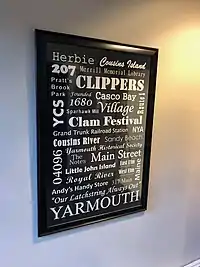 Herbie Cousins Island
207 Merrill Memorial Library
Pratt's Brook Park
CLIPPERS
Founded 1680
Casco Bay
YCS
Sparhawk Mill
Village
Clam Festival
Grand Trunk Railroad Station NYA
Cousins River Sandy Beach
Yarmouth Historical Society
04096
The Notes
Main Street
Little John Island
Royal River
Maine
Andy's Handy Store
"Our Latchstring Always Out"
YARMOUTH